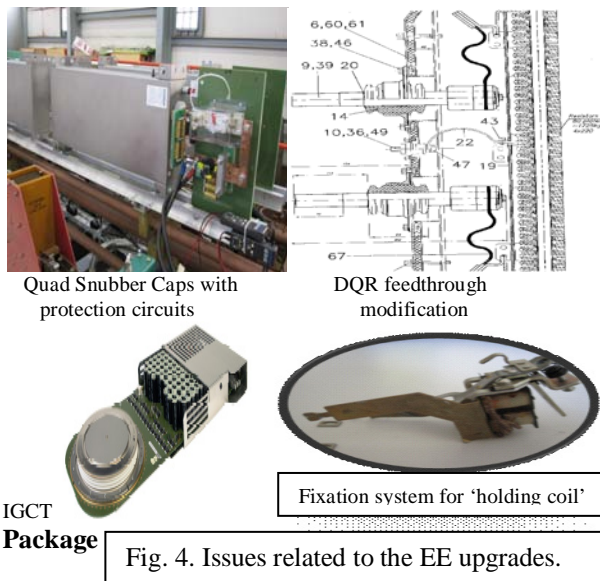 6,60,61
38,46
9,39 20
14
10,36,49
43
22
47 19
67
Quad Snubber Caps with
protection circuits
DQR feedthrough
modification
IGCT
Package
Fixation system for ‘holding coil’
Fig. 4. Issues related to the EE upgrades.